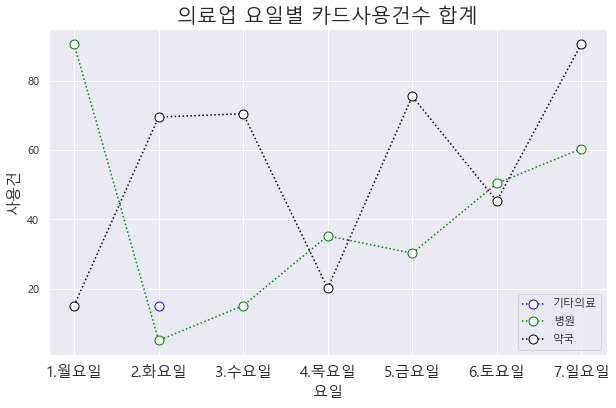 의료업 요일별 카드사용건수 합계
사용건
80
60
40
20
기타의료
병원
약국
1.월요일 2.화요일 3.수요일 4.목요일 5.금요일 6.토요일 7.일요일
요일